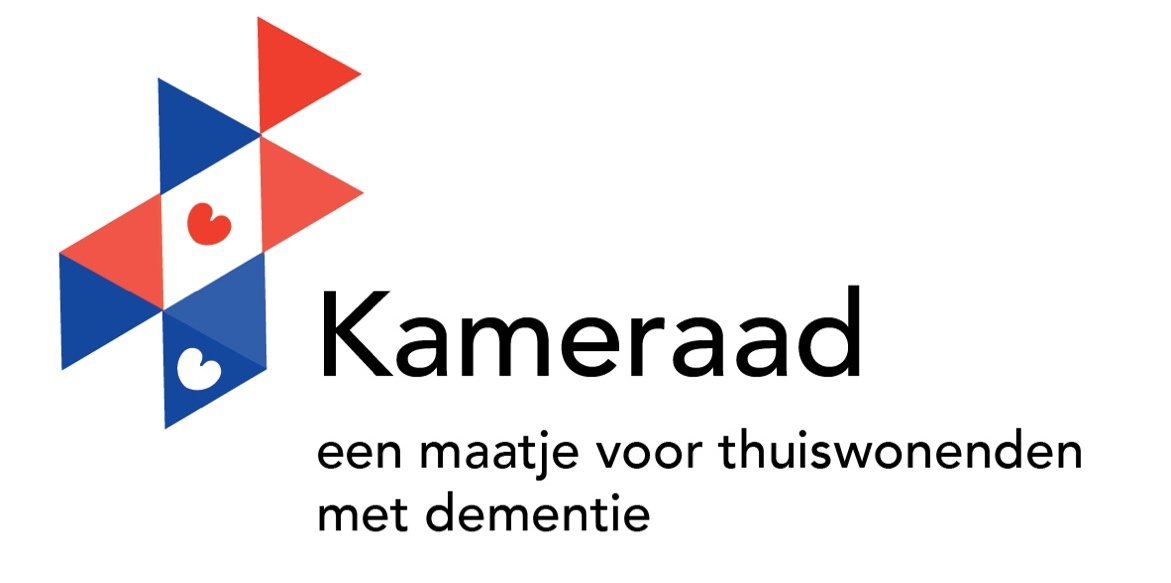 Kameraad
een maatje voor thuiswonenden
met dementie